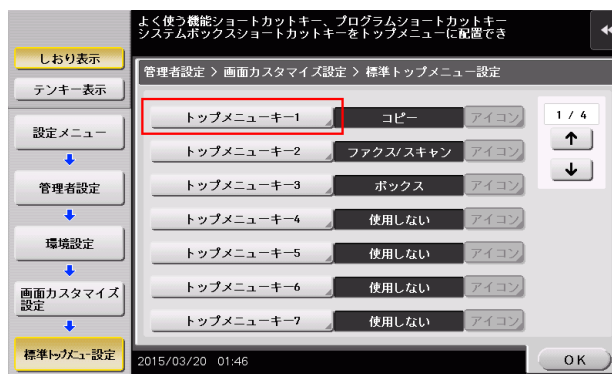 よく使う機能ショートカットキー、プログラムショートカットキー
システムボックスショートカットキーをトップメニューに配置でき
しおり表示
テンキー表示
設定メニュー
管理者設定
環境設定
画面カスタマイズ
設定
標準トップメニュー設定
管理者設定 > 画面カスタマイズ設定 > 標準トップメニュー設定
トップメニューキー1 コピー アイコン
トップメニューキー2 ファクス/スキャン アイコン
トップメニューキー3 ボックス アイコン
トップメニューキー4 使用しない アイコン
トップメニューキー5 使用しない アイコン
トップメニューキー6 使用しない アイコン
トップメニューキー7 使用しない アイコン
1 / 4
↑
↓
2015/03/20 01:46
OK